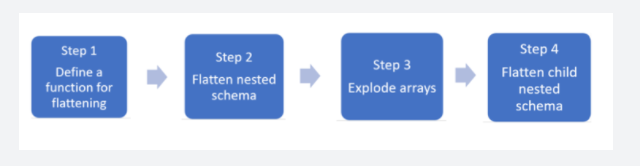 Step 1
Define a
function for
flattening
Step 2
Flatten nested
schema
Step 3
Explode arrays
Step 4
Flatten child
nested
schema